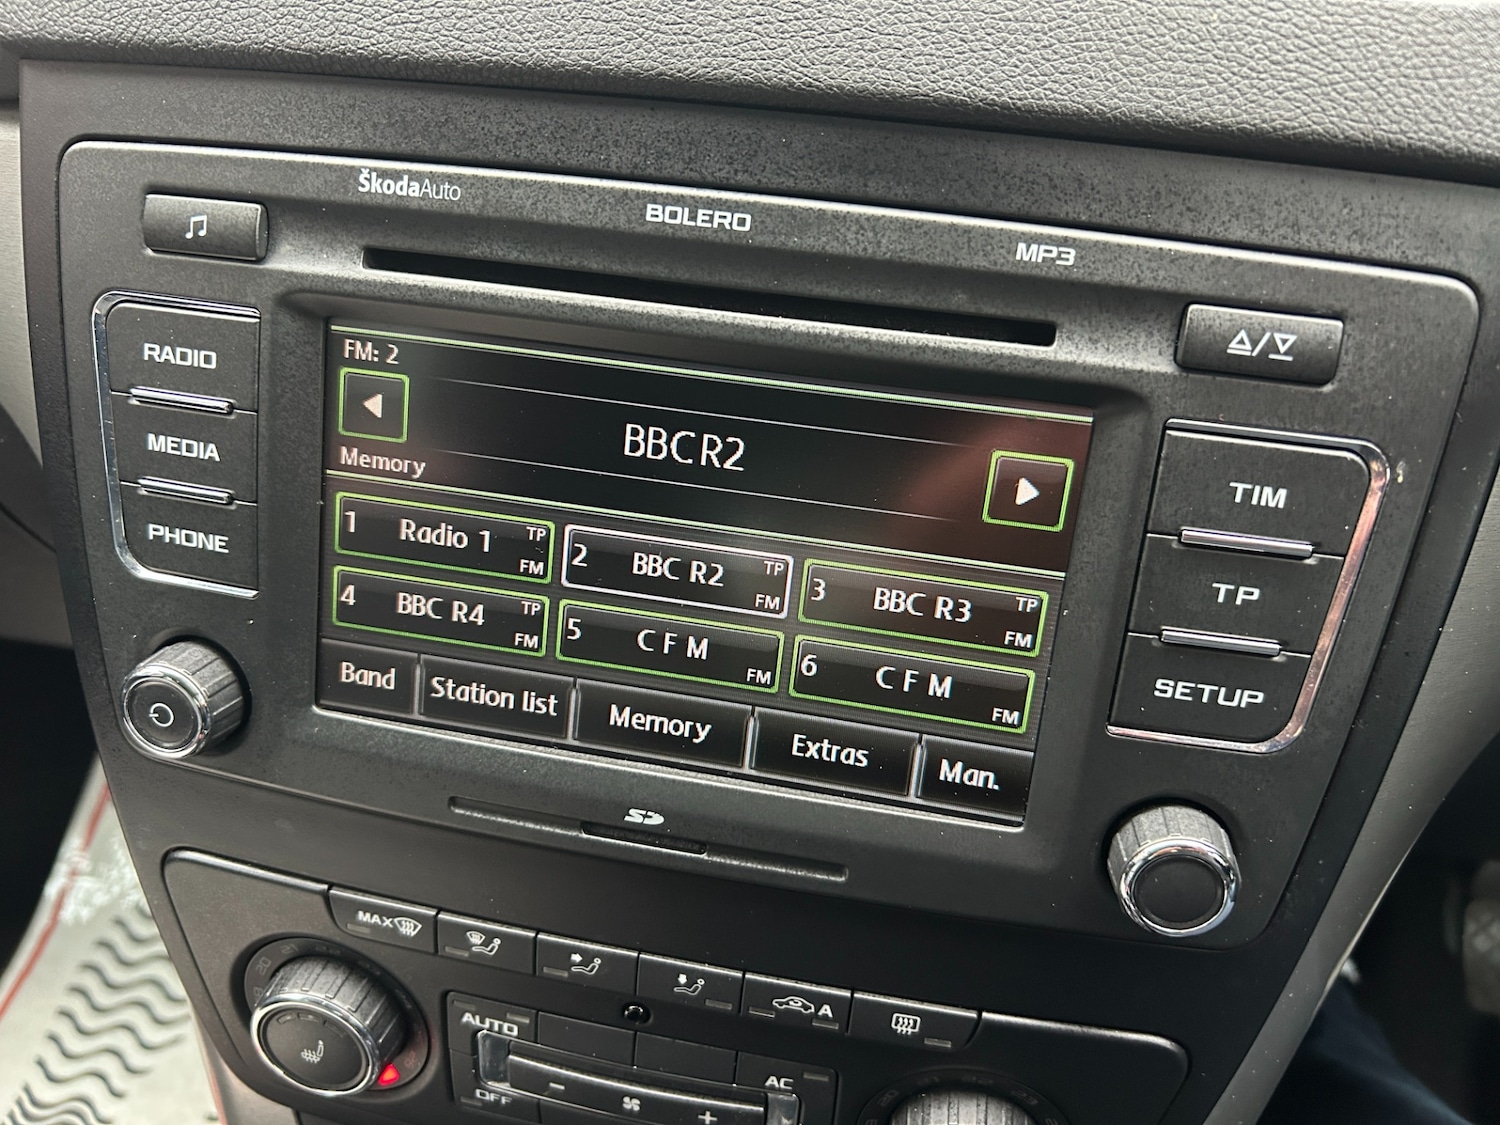 ŠkodaAuto
BOLERO
MP3
RADIO
MEDIA
PHONE
FM: 2
BBC R2
Memory
1 Radio 1 TP FM
2 BBC R2 TP FM
3 BBC R3 TP FM
4 BBC R4 TP FM
5 C F M FM
6 C F M FM
Band
Station list
Memory
Extras
Man.
TIM
TP
SETUP
SD
MAX
A
AUTO
OFF
AC